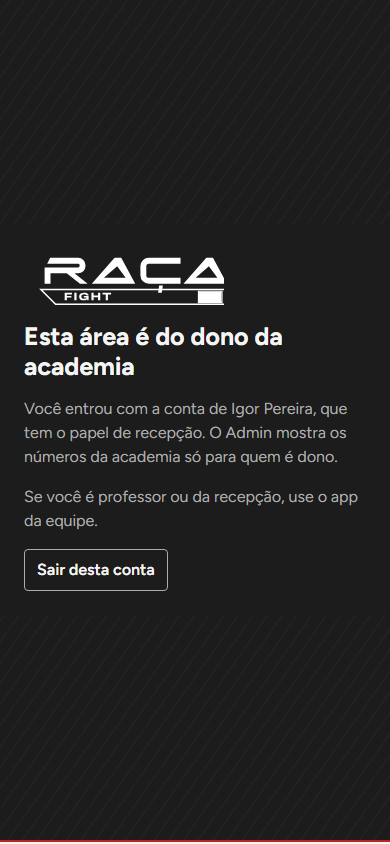 RAÇA
FIGHT
Esta área é do dono da
academia
Você entrou com a conta de Igor Pereira, que
tem o papel de recepção. O Admin mostra os
números da academia só para quem é dono.
Se você é professor ou da recepção, use o app
da equipe.
Sair desta conta